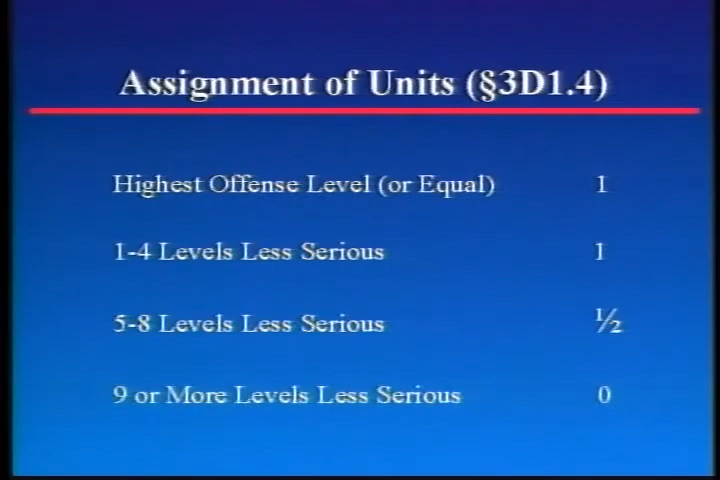 Assignment of Units (§3D1.4)
Highest Offense Level (or Equal) 1
1-4 Levels Less Serious 1
5-8 Levels Less Serious ½
9 or More Levels Less Serious 0